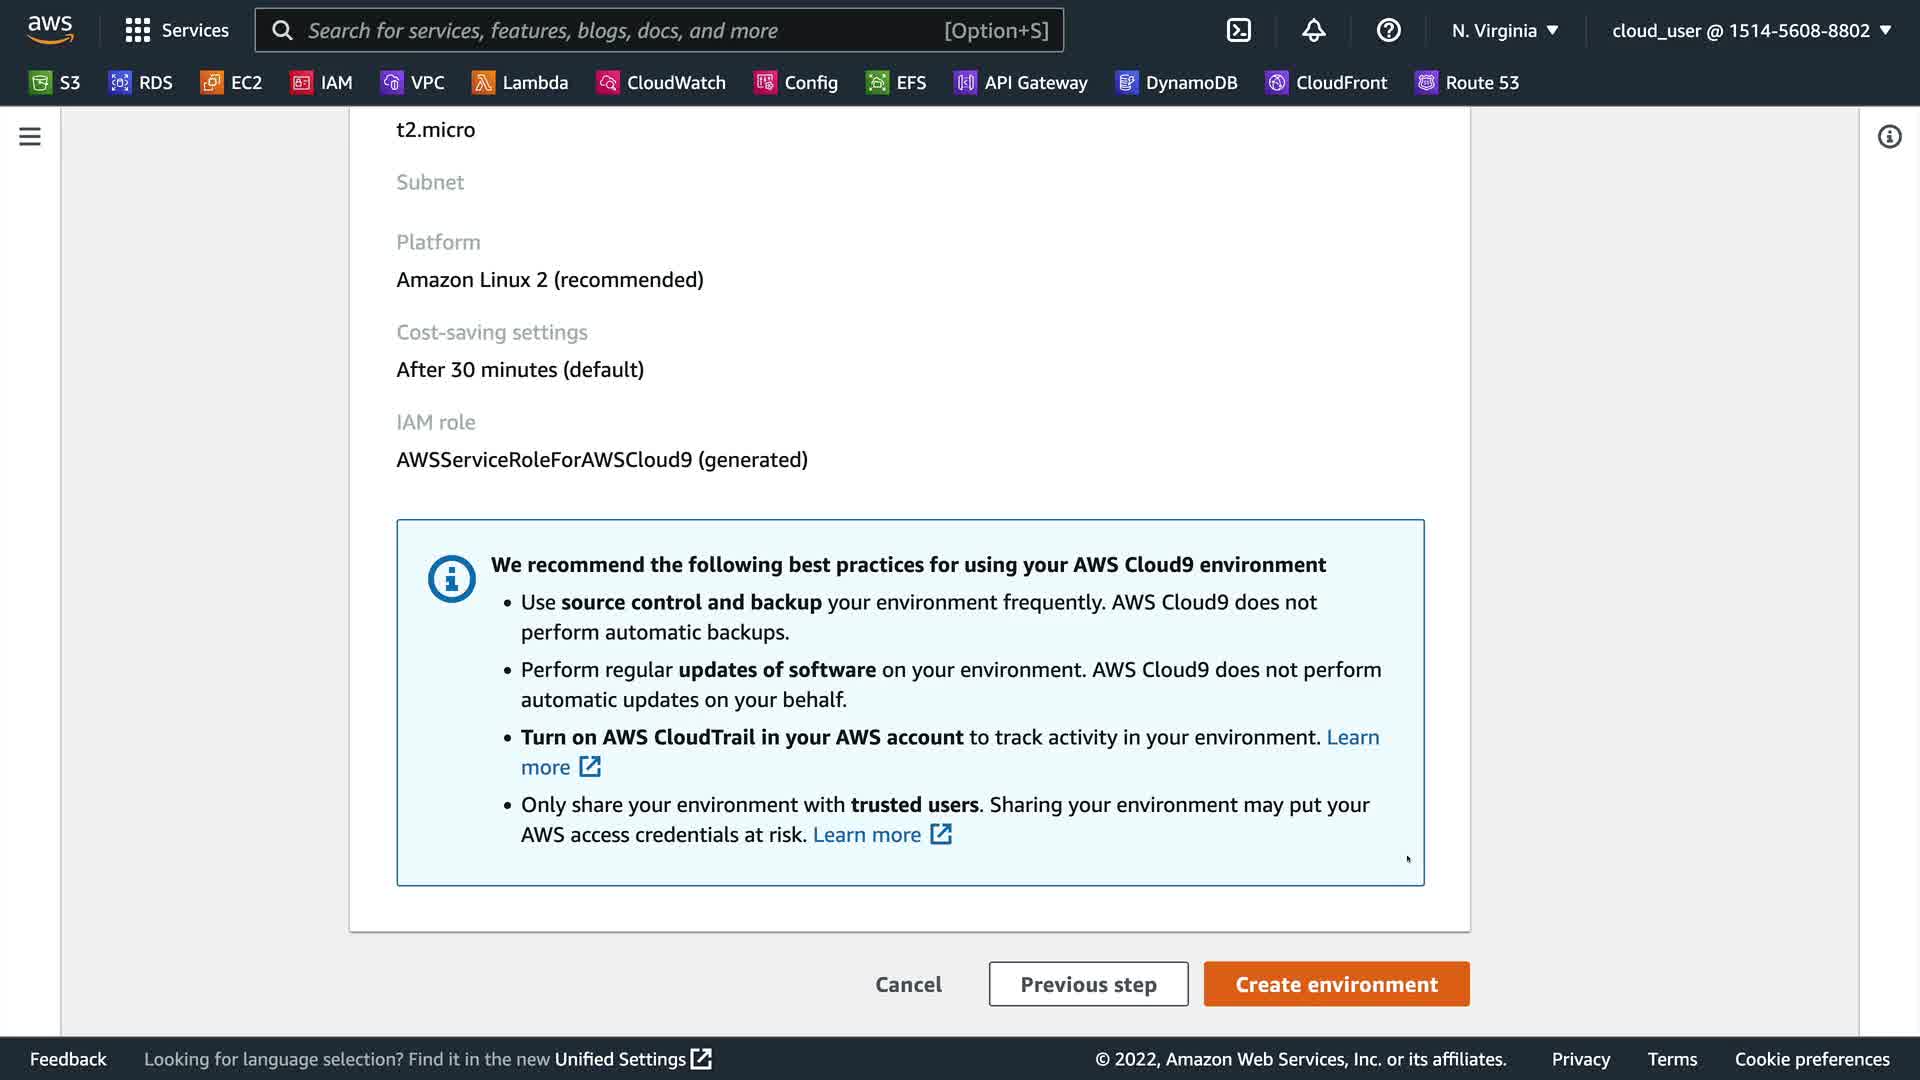 aws
Services
Search for services, features, blogs, docs, and more [Option+S]
N. Virginia ▼
cloud_user @ 1514-5608-8802 ▼
S3
RDS
EC2
IAM
VPC
Lambda
CloudWatch
Config
EFS
API Gateway
DynamoDB
CloudFront
Route 53
t2.micro
Subnet
Platform
Amazon Linux 2 (recommended)
Cost-saving settings
After 30 minutes (default)
IAM role
AWSServiceRoleForAWSCloud9 (generated)
We recommend the following best practices for using your AWS Cloud9 environment
• Use source control and backup your environment frequently. AWS Cloud9 does not
perform automatic backups.
• Perform regular updates of software on your environment. AWS Cloud9 does not perform
automatic updates on your behalf.
• Turn on AWS CloudTrail in your AWS account to track activity in your environment. Learn
more
• Only share your environment with trusted users. Sharing your environment may put your
AWS access credentials at risk. Learn more
Cancel
Previous step
Create environment
Feedback
Looking for language selection? Find it in the new Unified Settings
© 2022, Amazon Web Services, Inc. or its affiliates.
Privacy
Terms
Cookie preferences